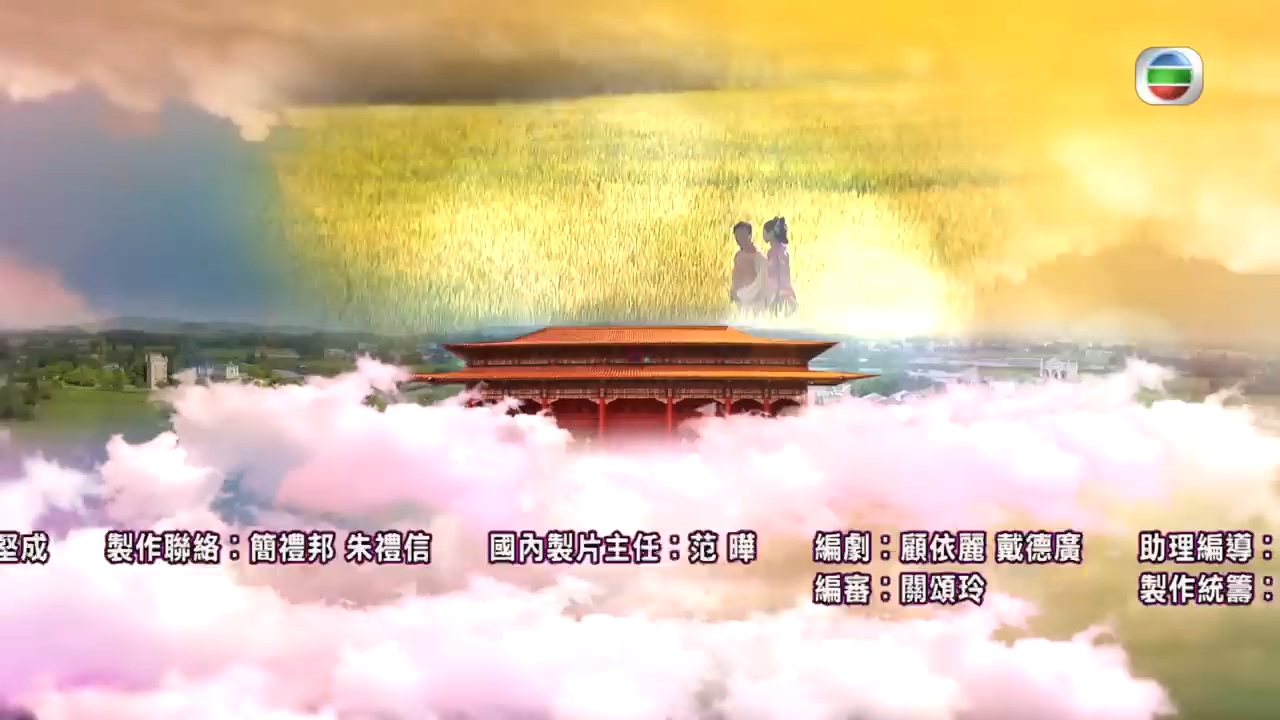 堅成 製作聯絡：簡禮邦 朱禮信 國內製片主任：范 曄 編劇：顧依麗 戴德廣 助理編導：
編審：關頌玲 製作統籌：